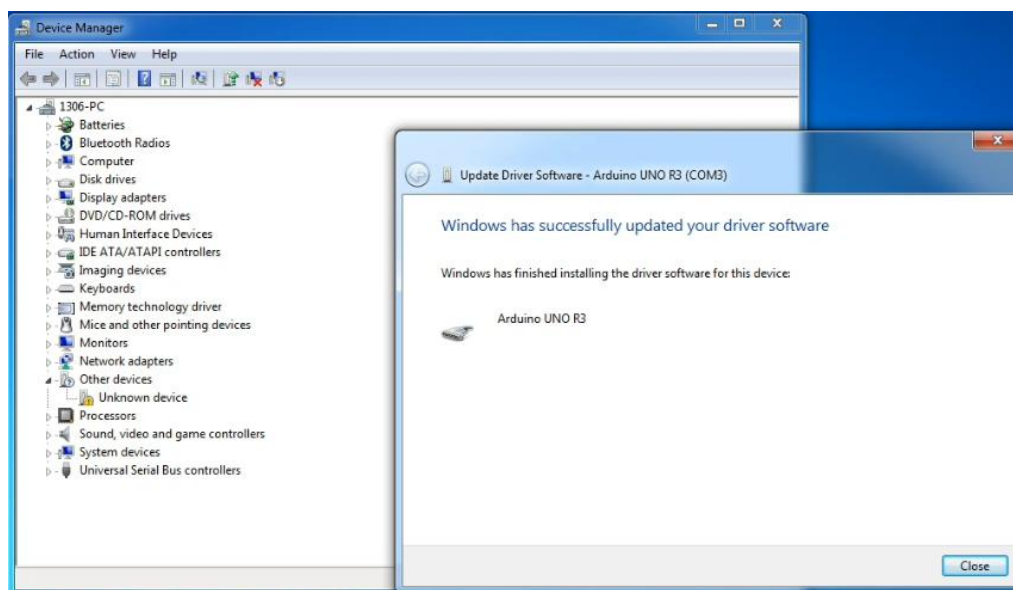 Device Manager
File Action View Help
1306-PC
Batteries
Bluetooth Radios
Computer
Disk drives
Display adapters
DVD/CD-ROM drives
Human Interface Devices
IDE ATA/ATAPI controllers
Imaging devices
Keyboards
Memory technology driver
Mice and other pointing devices
Monitors
Network adapters
Other devices
Unknown device
Processors
Sound, video and game controllers
System devices
Universal Serial Bus controllers
Update Driver Software - Arduino UNO R3 (COM3)
Windows has successfully updated your driver software
Windows has finished installing the driver software for this device:
Arduino UNO R3
Close